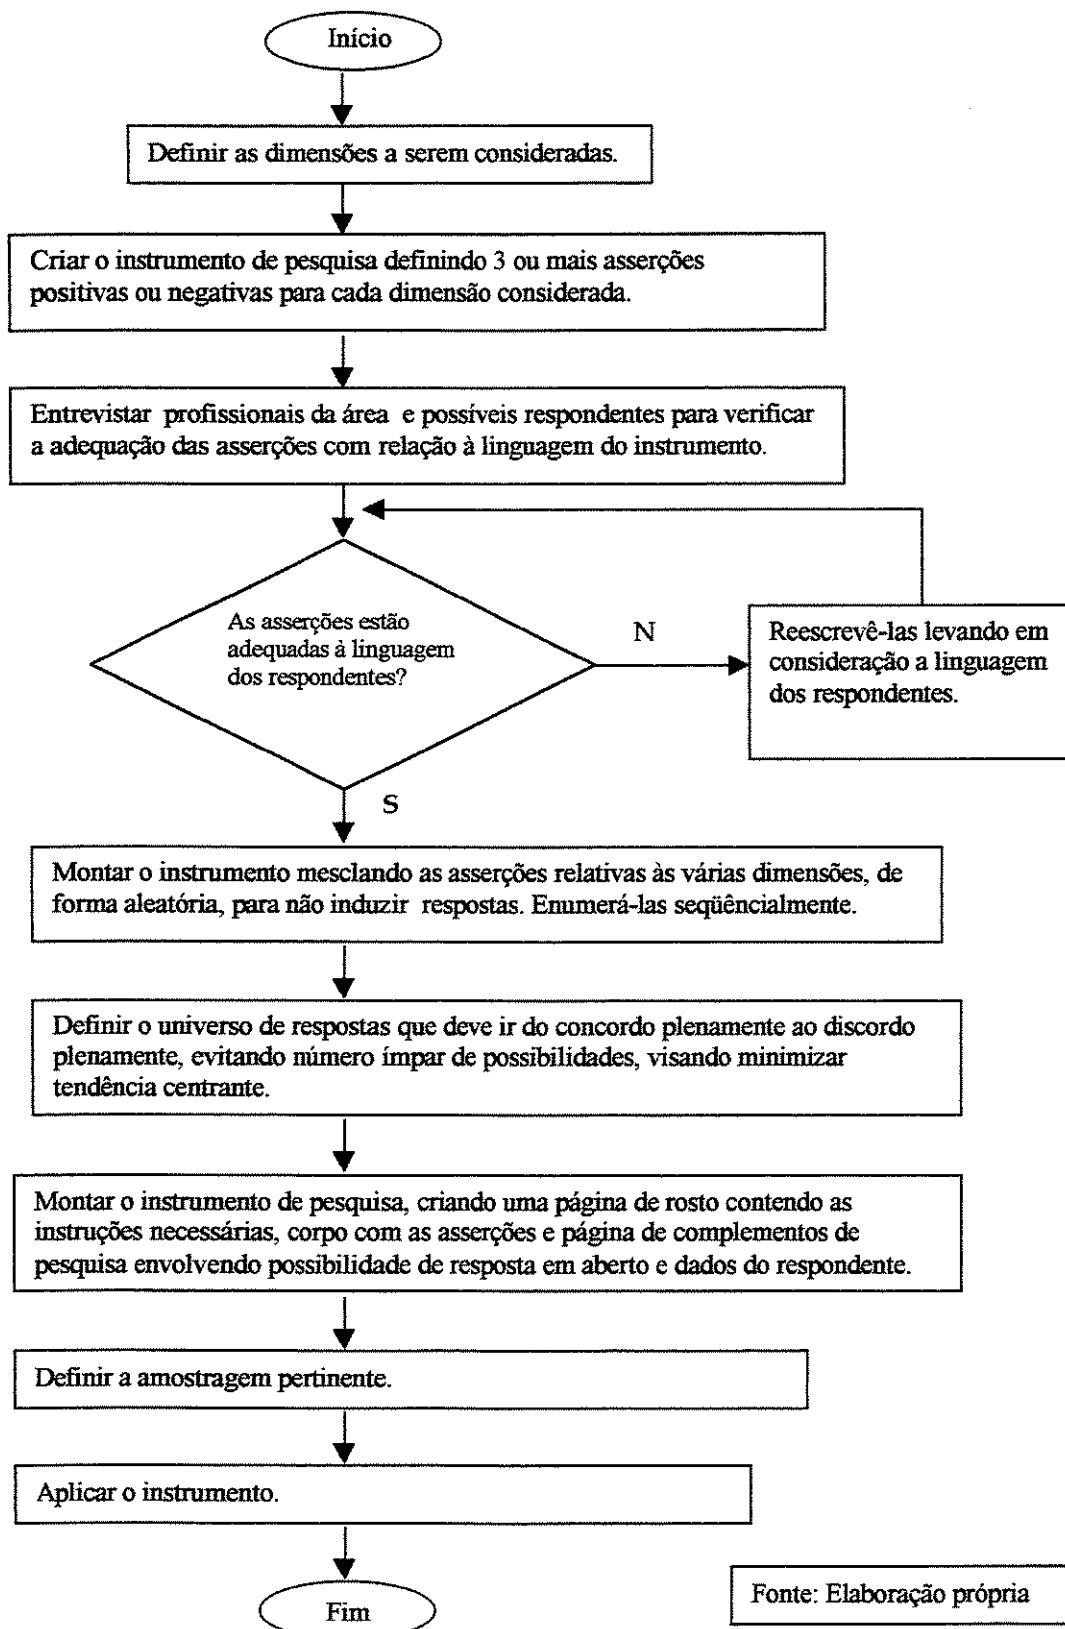 Início
Definir as dimensões a serem consideradas.
Criar o instrumento de pesquisa definindo 3 ou mais asserções
positivas ou negativas para cada dimensão considerada.
Entrevistar profissionais da área e possíveis respondentes para verificar
a adequação das asserções com relação à linguagem do instrumento.
As asserções estão
adequadas à linguagem
dos respondentes?
N
Reescrevê-las levando em
consideração a linguagem
dos respondentes.
S
Montar o instrumento mesclando as asserções relativas às várias dimensões, de
forma aleatória, para não induzir respostas. Enumerá-las seqüêncialmente.
Definir o universo de respostas que deve ir do concordo plenamente ao discordo
plenamente, evitando número ímpar de possibilidades, visando minimizar
tendência centrante.
Montar o instrumento de pesquisa, criando uma página de rosto contendo as
instruções necessárias, corpo com as asserções e página de complementos de
pesquisa envolvendo possibilidade de resposta em aberto e dados do respondente.
Definir a amostragem pertinente.
Aplicar o instrumento.
Fim
Fonte: Elaboração própria